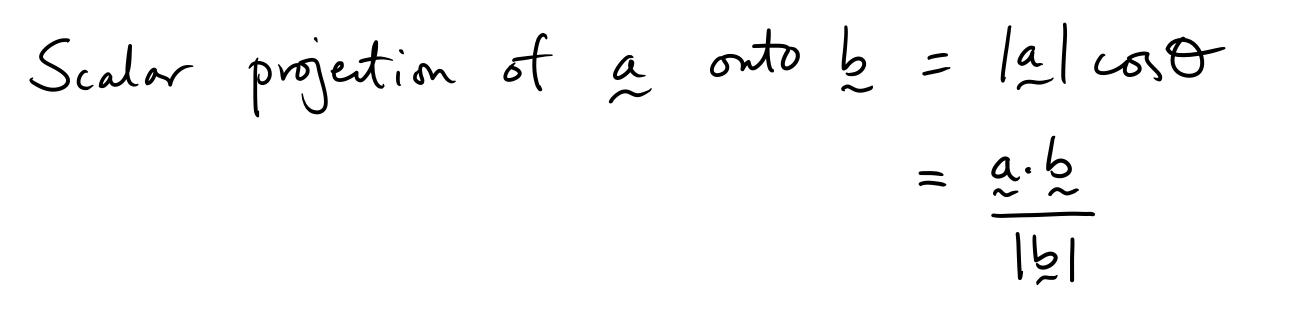 Scalar projection of a̰ onto b̰ = |a̰| cosθ
= a̰·b̰ / |b̰|